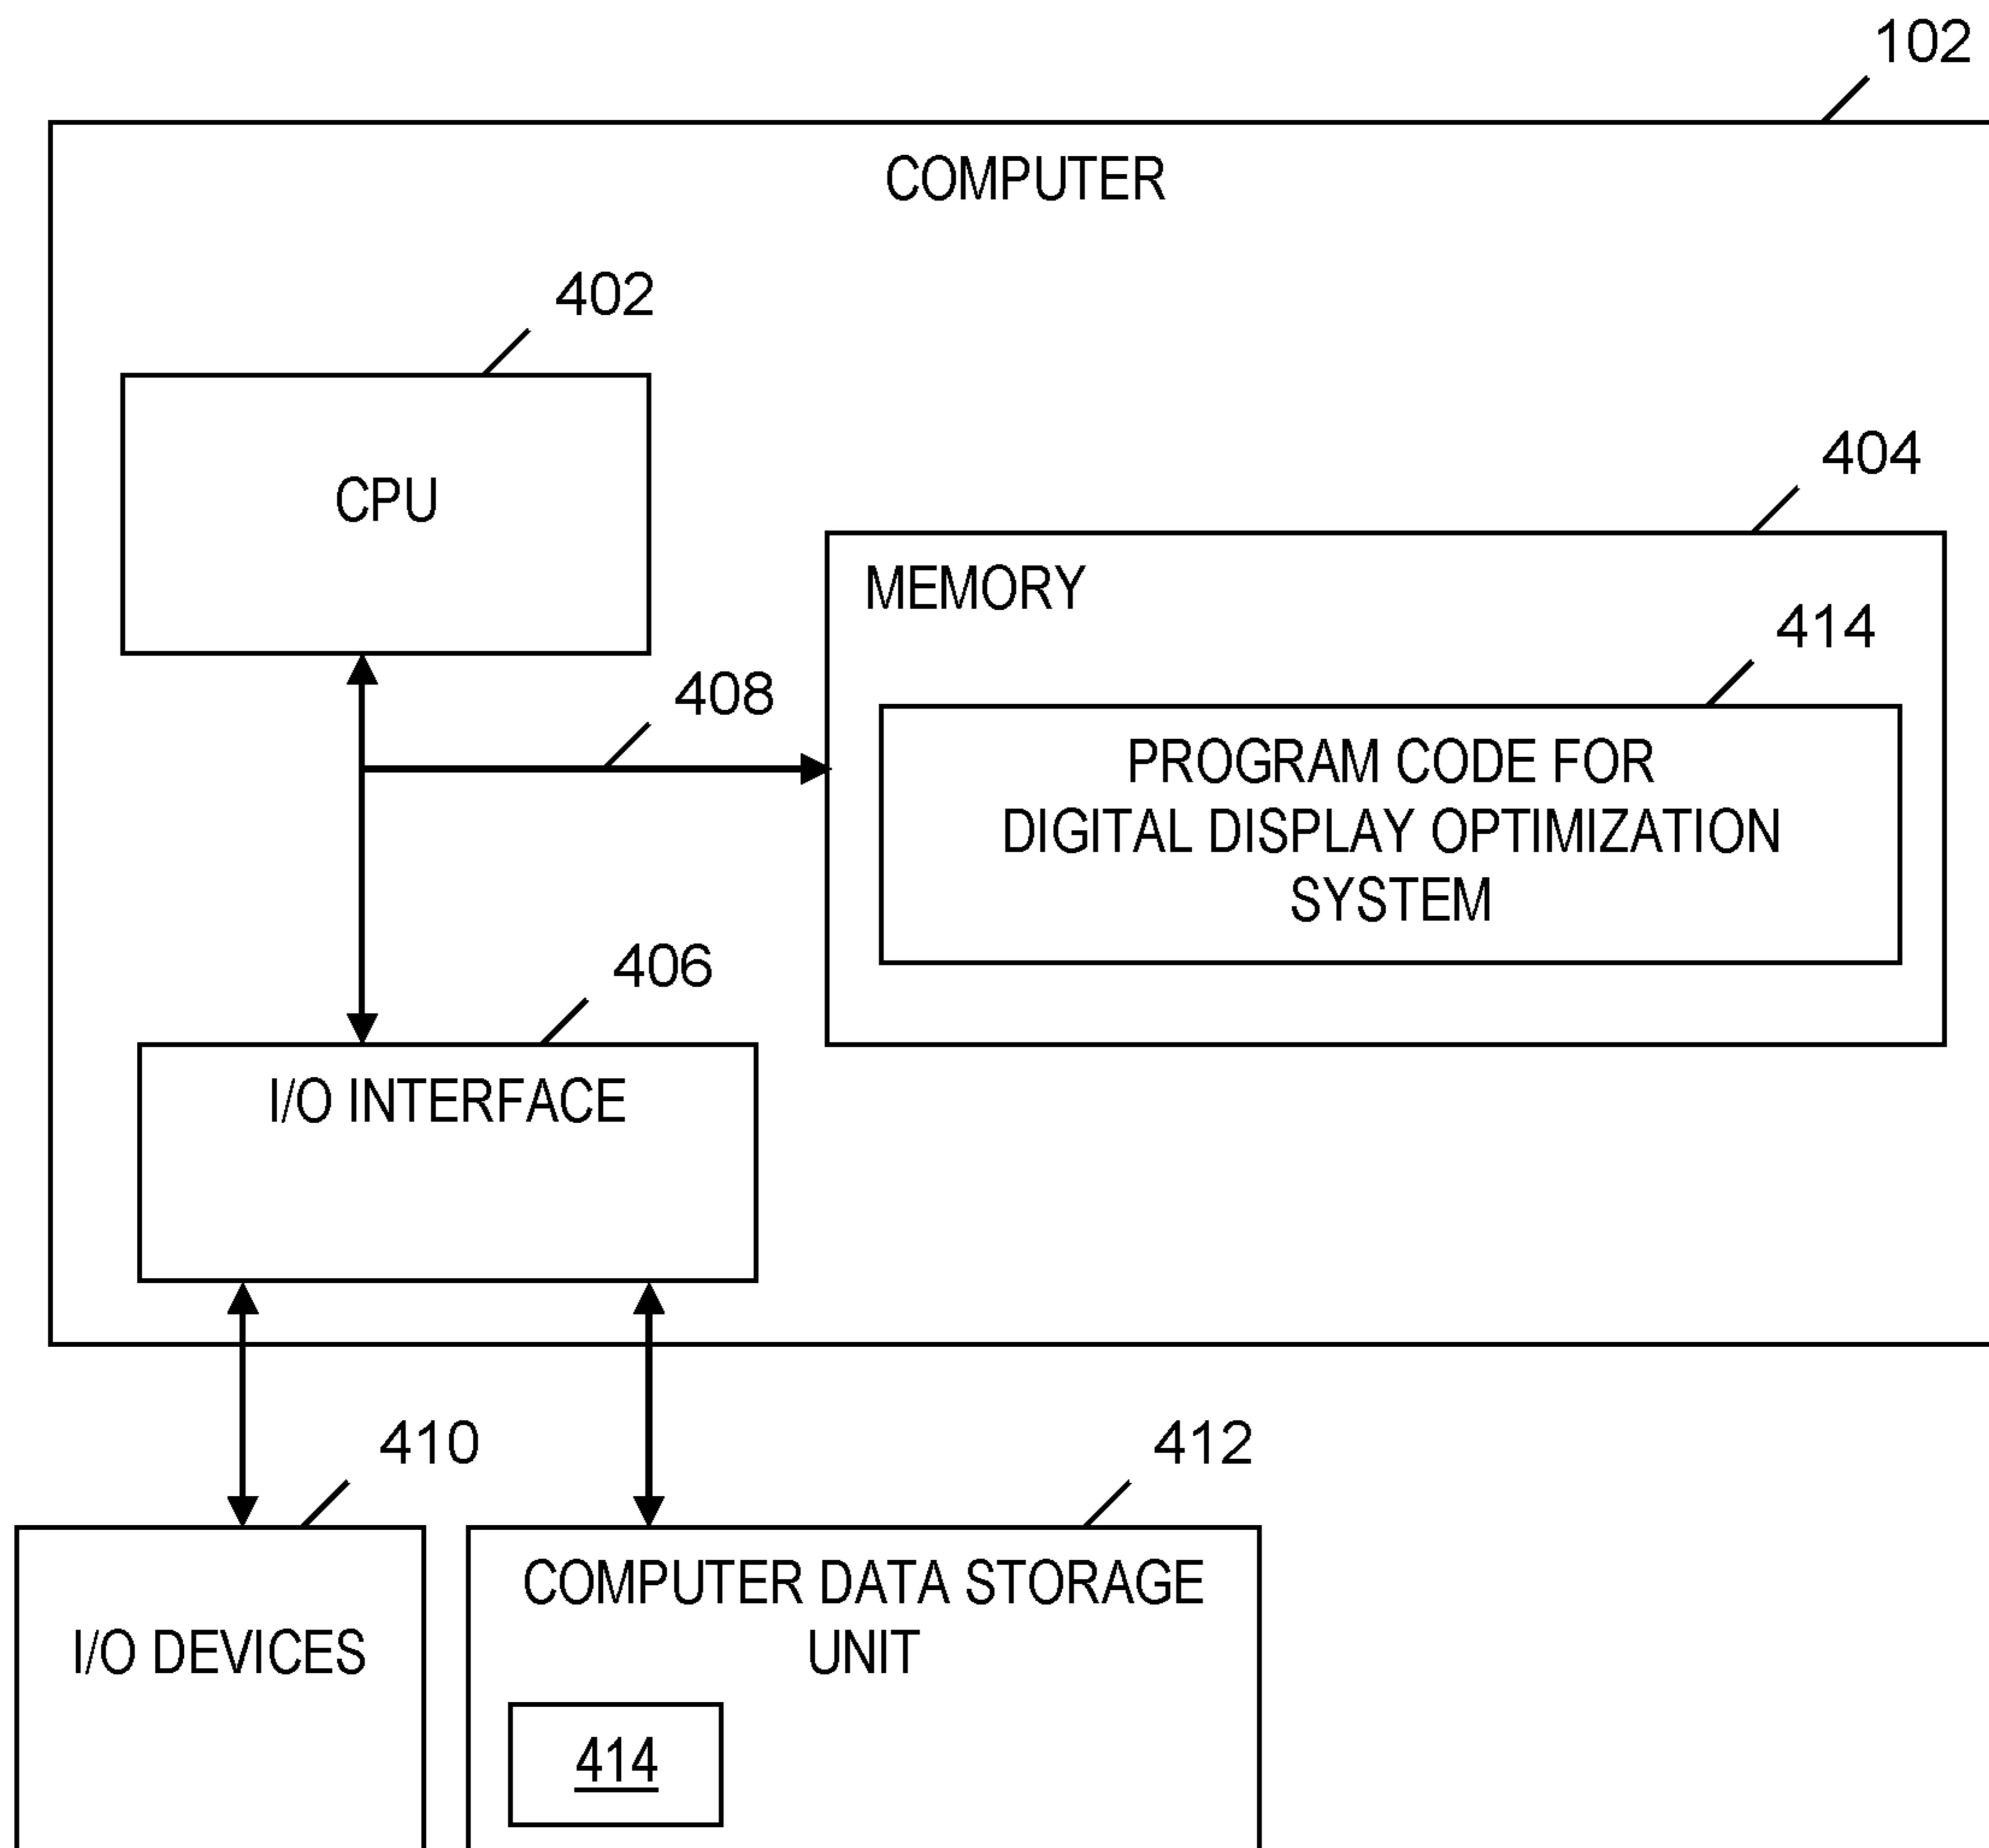 102
COMPUTER
402
CPU
404
MEMORY
414
408
PROGRAM CODE FOR
DIGITAL DISPLAY OPTIMIZATION
SYSTEM
406
I/O INTERFACE
410
412
COMPUTER DATA STORAGE
UNIT
I/O DEVICES
414